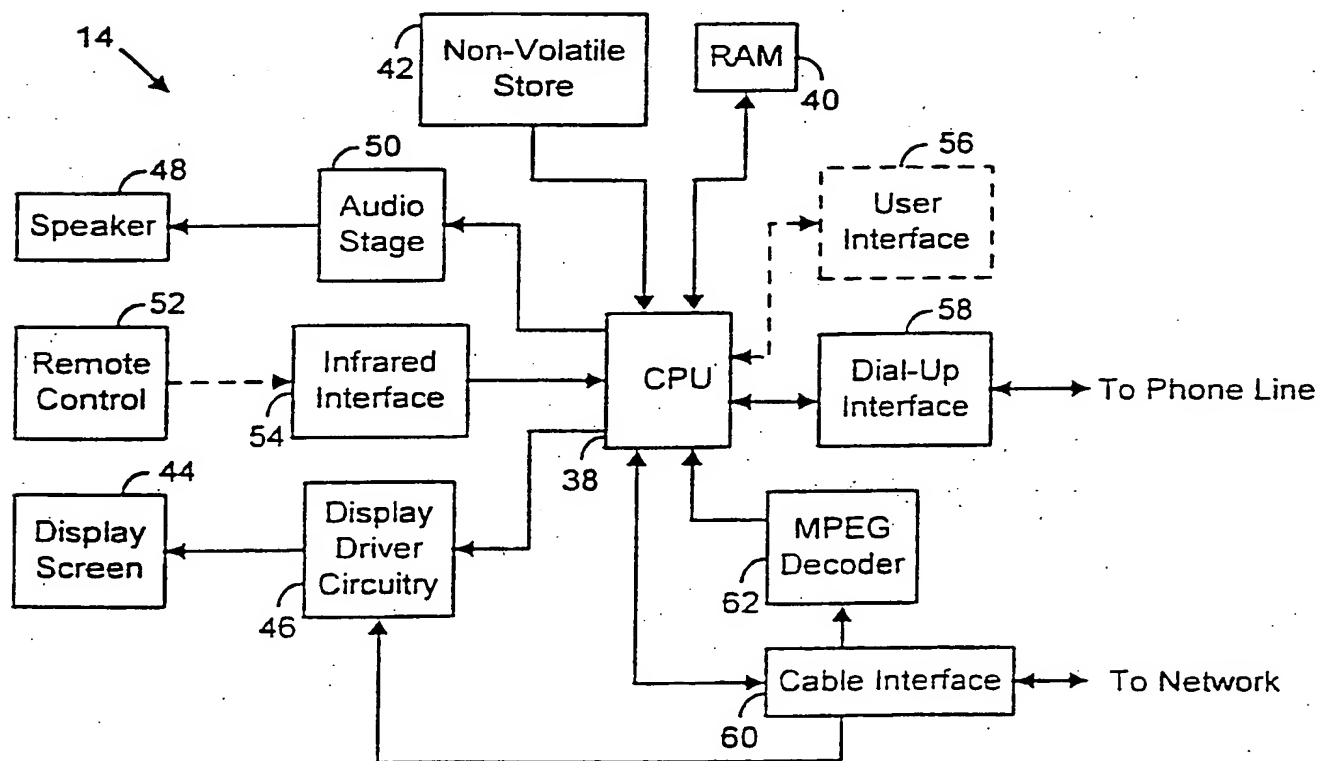 14
42
Non-Volatile
Store
RAM
40
50
56
48
Speaker
Audio
Stage
User
Interface
52
58
Remote
Control
Infrared
Interface
54
CPU
38
Dial-Up
Interface
To Phone Line
44
Display
Screen
Display
Driver
Circuitry
46
MPEG
Decoder
62
Cable Interface
60
To Network